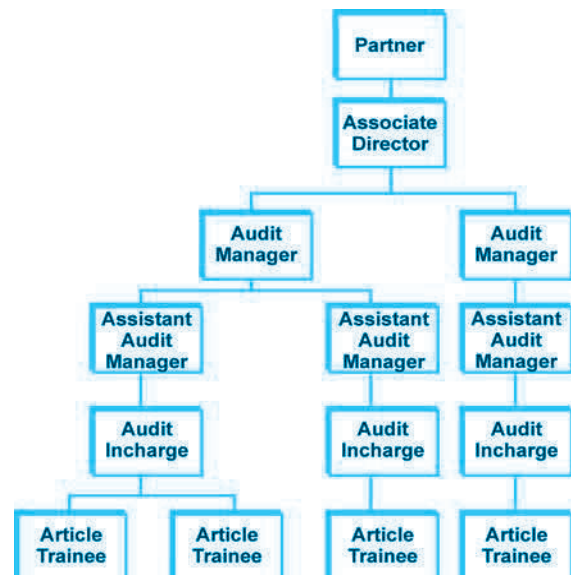 Partner
Associate
Director
Audit
Manager
Audit
Manager
Assistant
Audit
Manager
Assistant
Audit
Manager
Assistant
Audit
Manager
Audit
Incharge
Audit
Incharge
Audit
Incharge
Article
Trainee
Article
Trainee
Article
Trainee
Article
Trainee